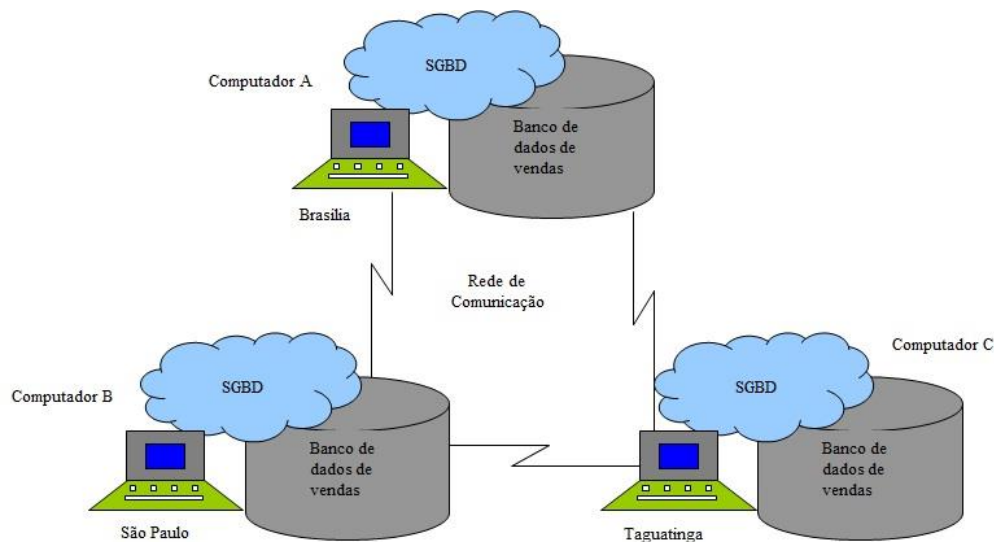 SGBD
Computador A
Banco de
dados de
vendas
Brasília
Rede de
Comunicação
Computador C
SGBD
SGBD
Computador B
Banco de
dados de
vendas
Banco de
dados de
vendas
São Paulo
Taguatinga